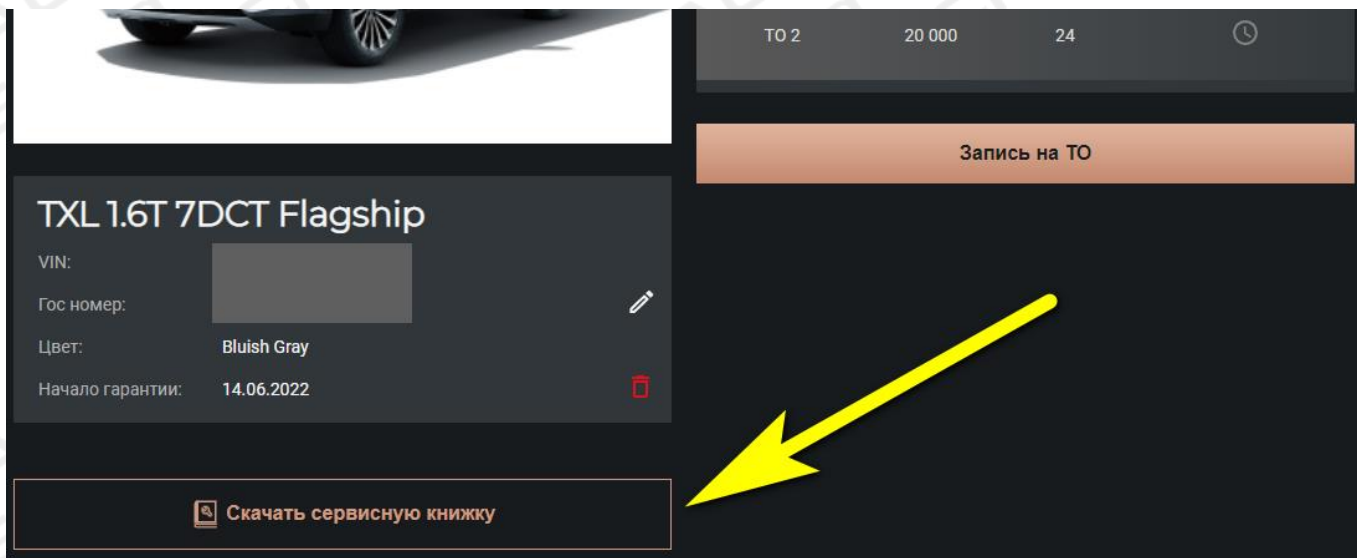 ТО 2 20 000 24
Запись на ТО
TXL 1.6T 7DCT Flagship
VIN:
Гос номер:
Цвет: Bluish Gray
Начало гарантии: 14.06.2022
Скачать сервисную книжку